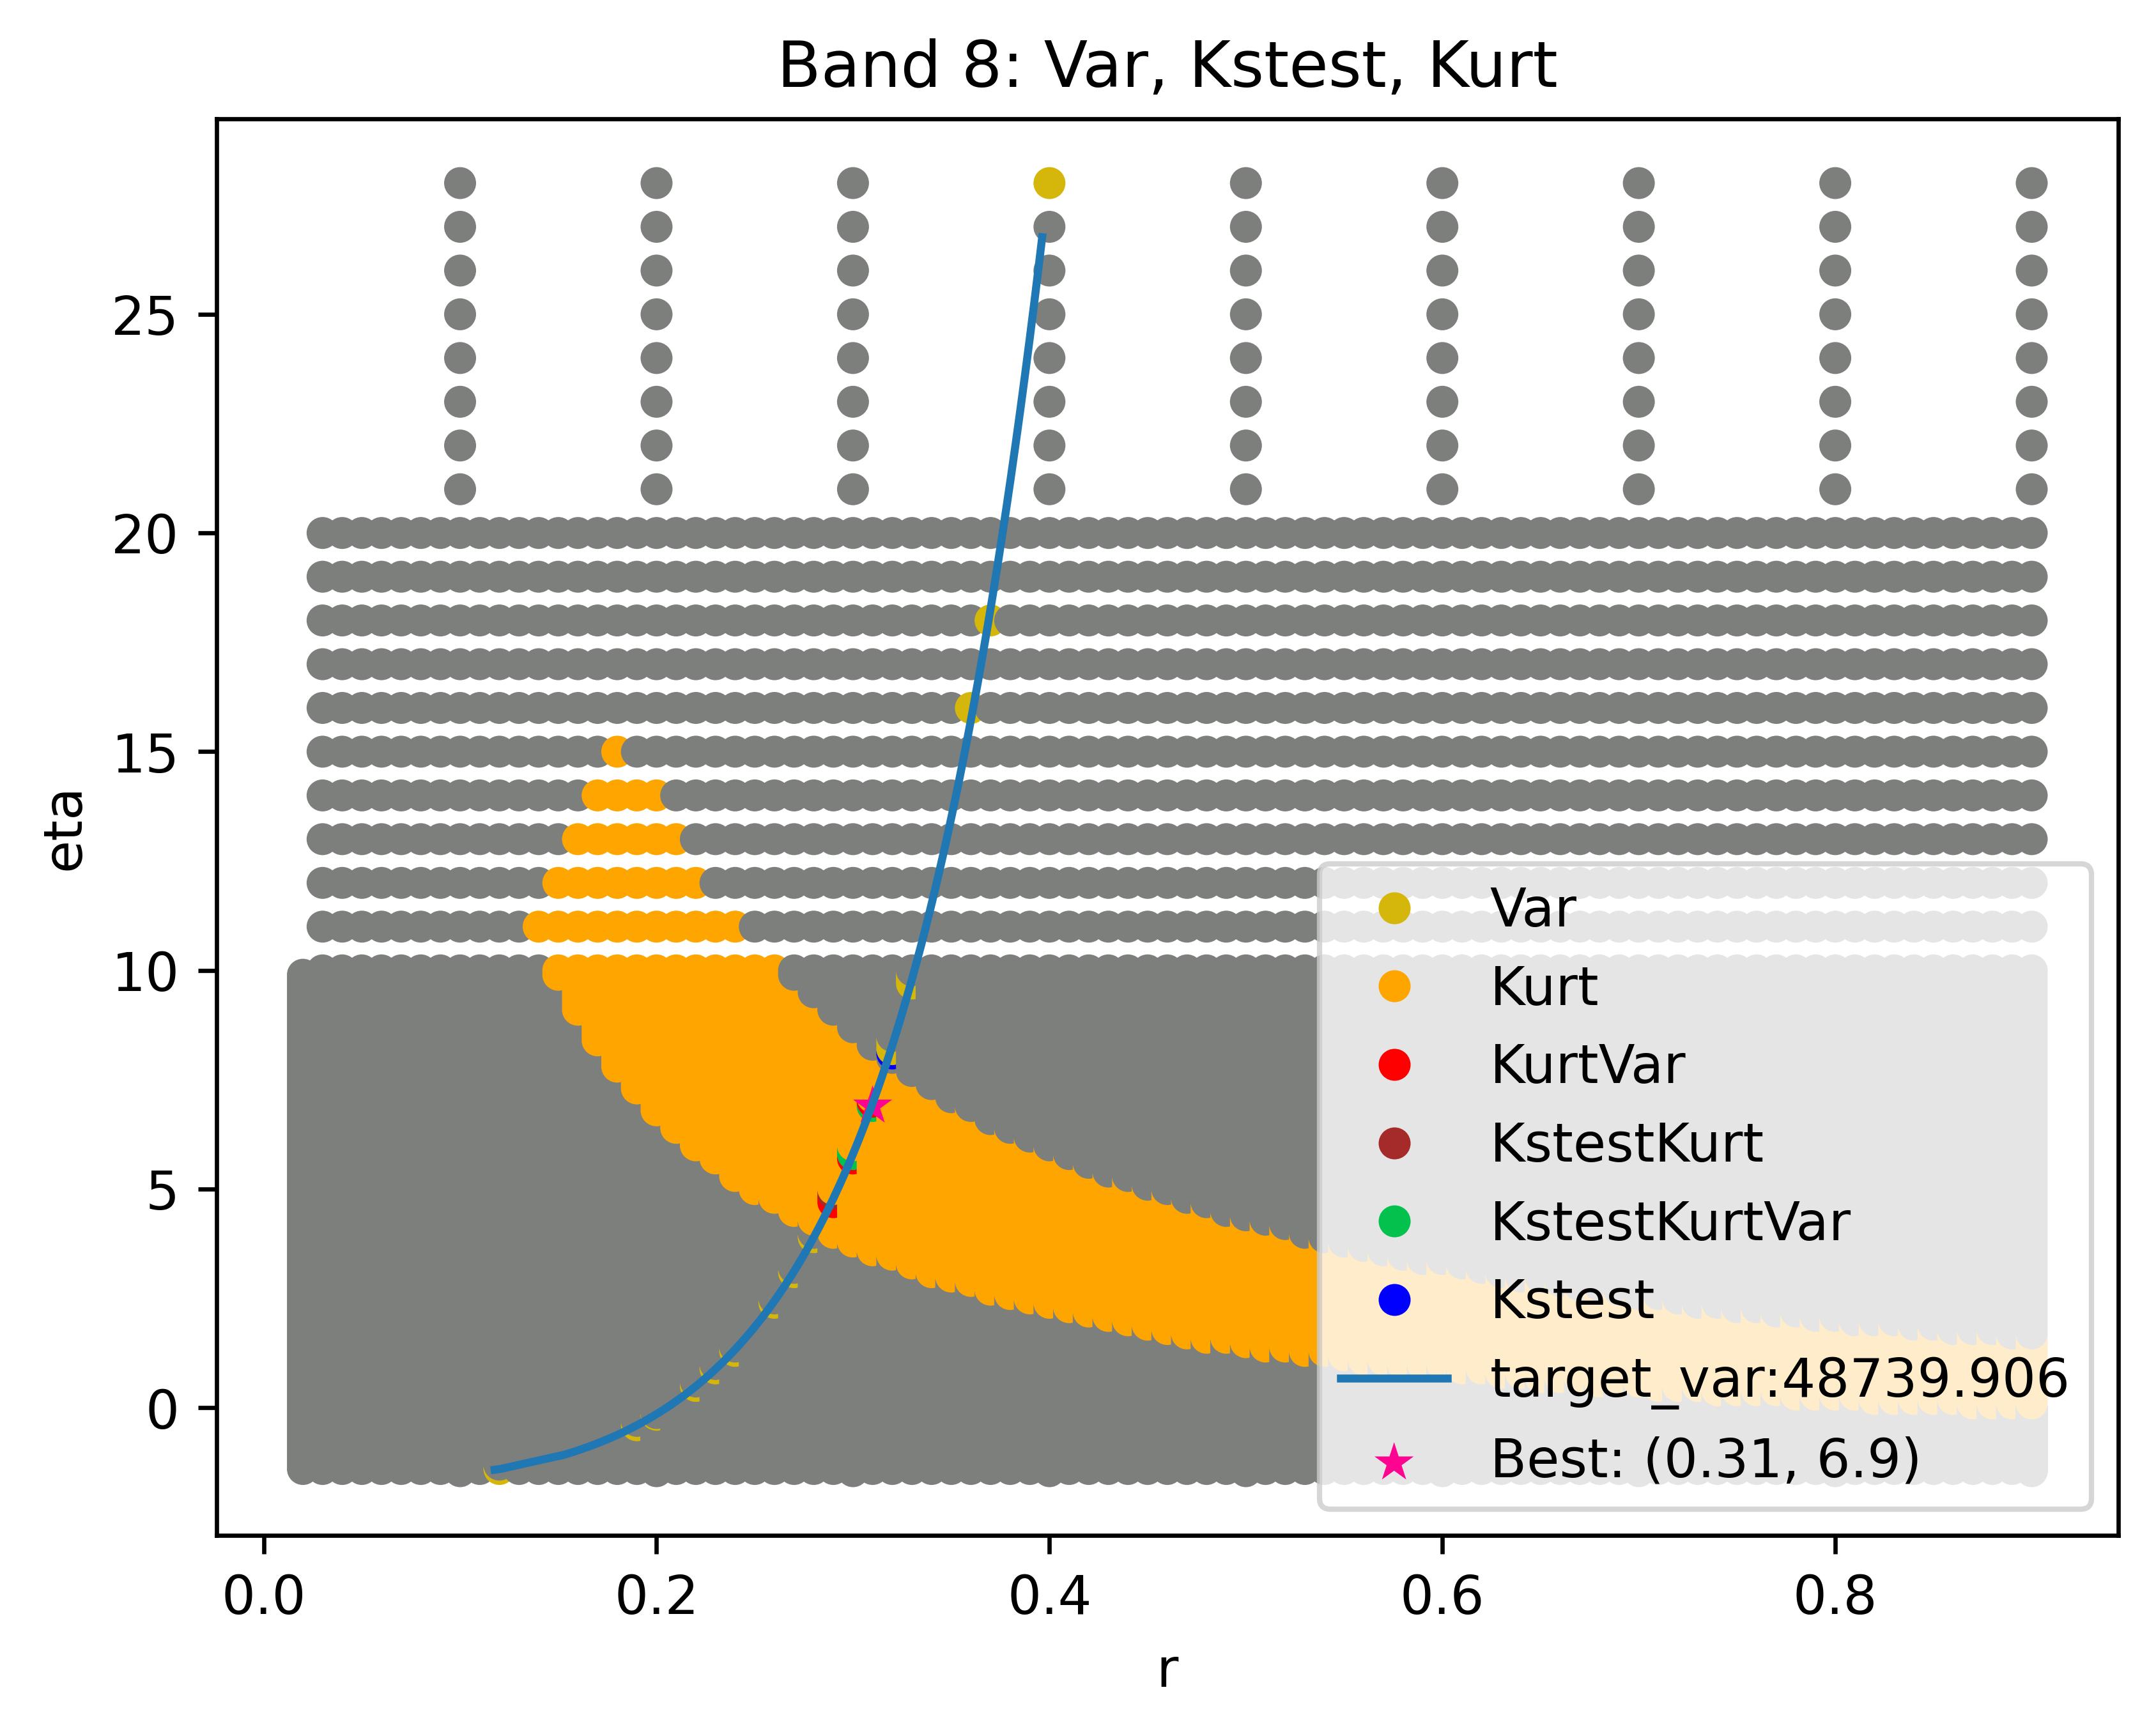 Band 8: Var, Kstest, Kurt
eta
25
20
15
10
5
0
Var
Kurt
KurtVar
KstestKurt
KstestKurtVar
Kstest
target_var:48739.906
Best: (0.31, 6.9)
0.0 0.2 0.4 0.6 0.8
r